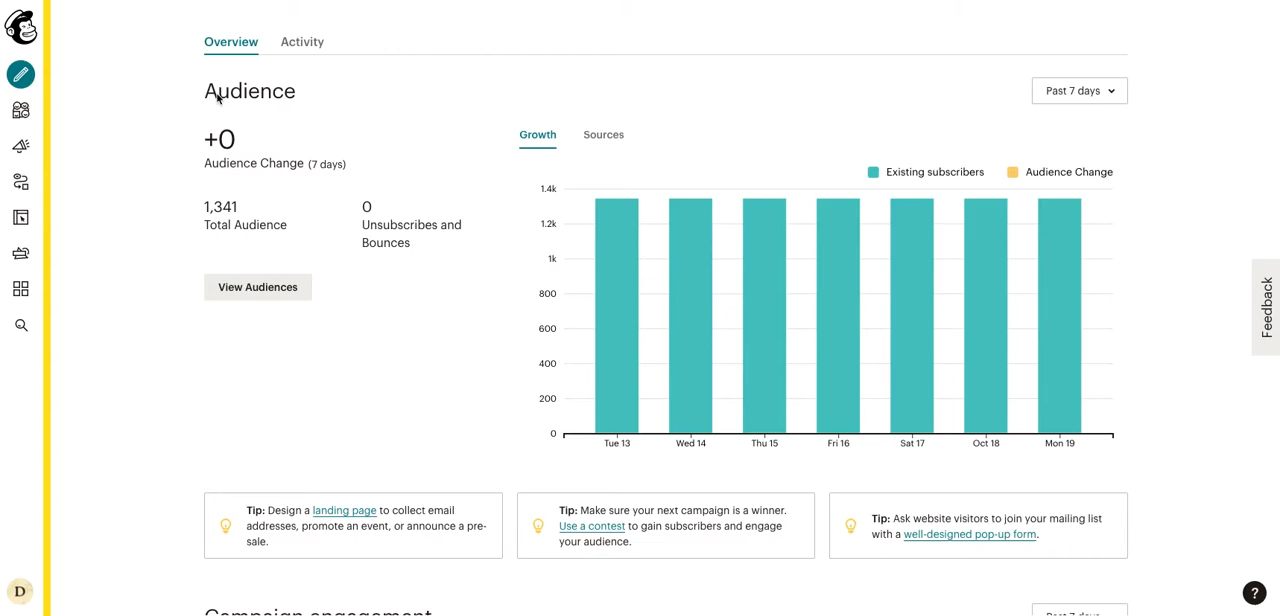 Overview Activity
Audience
Past 7 days
+0
Audience Change (7 days)
1,341
Total Audience
0
Unsubscribes and
Bounces
View Audiences
Growth Sources
Existing subscribers Audience Change
1.4k
1.2k
1k
800
600
400
200
0
Tue 13 Wed 14 Thu 15 Fri 16 Sat 17 Oct 18 Mon 19
Feedback
Tip: Design a landing page to collect email
addresses, promote an event, or announce a pre-
sale.
Tip: Make sure your next campaign is a winner.
Use a contest to gain subscribers and engage
your audience.
Tip: Ask website visitors to join your mailing list
with a well-designed pop-up form.
D
?
Campaign engagement
Past 7 days